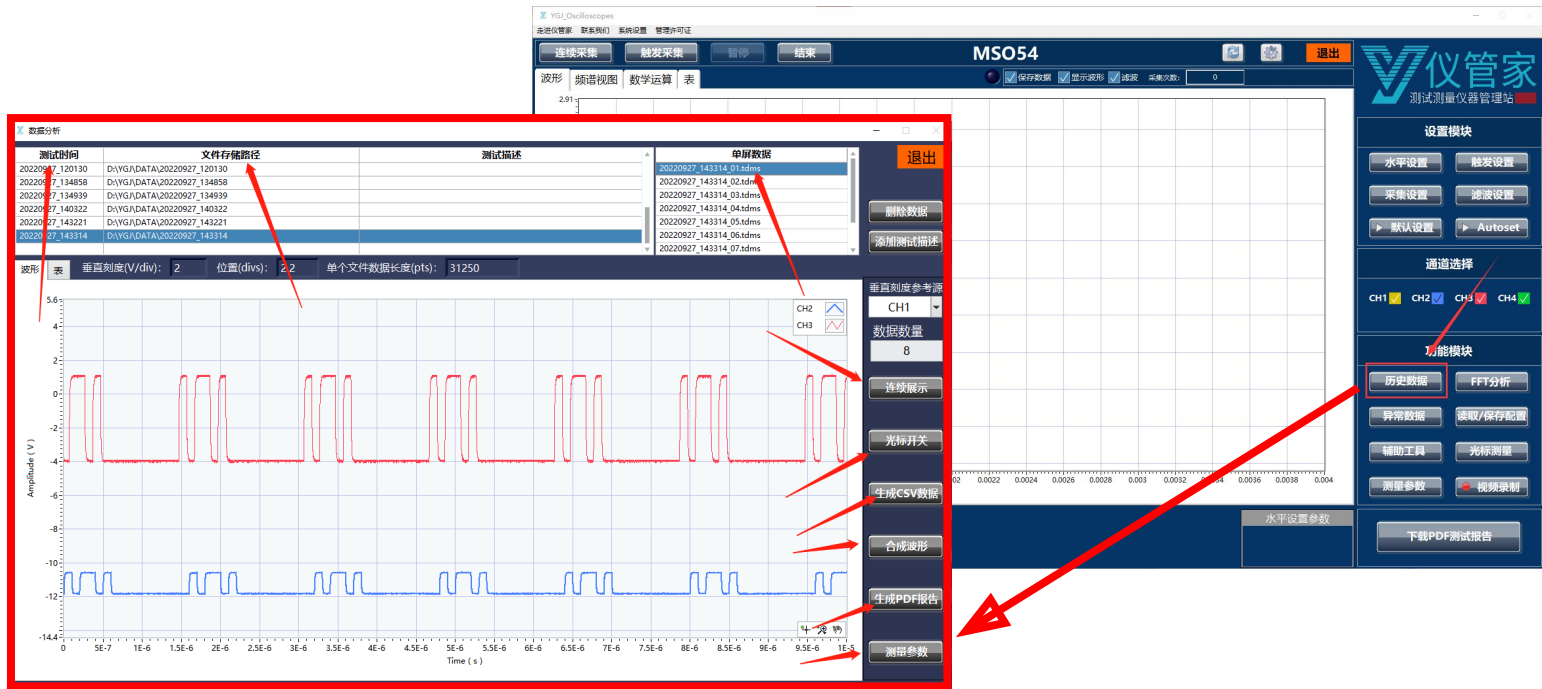 YGJ_Oscilloscopes
走进仪管家 联系我们 系统设置 管理许可证
连续采集 触发采集 暂停 结束 MSO54 退出
波形 频谱视图 数学运算 表 保存数据 显示波形 滤波 采集次数: 0
2.91
仪管家
测试测量仪器管理站
设置模块
水平设置 触发设置
采集设置 滤波设置
默认设置 Autoset
通道选择
CH1 CH2 CH3 CH4
功能模块
历史数据 FFT分析
异常数据 读取/保存配置
辅助工具 光标测量
测量参数 视频录制
下载PDF测试报告
02 0.0022 0.0024 0.0026 0.0028 0.003 0.0032 0.0034 0.0036 0.0038 0.004
水平设置参数
数据分析
测试时间 文件存储路径 测试描述 单屏数据
20220927_120130 D:\YGJ\DATA\20220927_120130 20220927_143314_01.tdms
20220927_134858 D:\YGJ\DATA\20220927_134858 20220927_143314_02.tdms
20220927_134939 D:\YGJ\DATA\20220927_134939 20220927_143314_03.tdms
20220927_140322 D:\YGJ\DATA\20220927_140322 20220927_143314_04.tdms
20220927_143221 D:\YGJ\DATA\20220927_143221 20220927_143314_05.tdms
20220927_143314 D:\YGJ\DATA\20220927_143314 20220927_143314_06.tdms
20220927_143314_07.tdms
退出
删除数据
添加测试描述
波形 表 垂直刻度(V/div): 2 位置(divs): 2.2 单个文件数据长度(pts): 31250
垂直刻度参考源
CH1
数据数量
8
连续展示
光标开关
生成CSV数据
合成波形
生成PDF报告
测量参数
CH2
CH3
5.6
4
2
0
-2
-4
-6
-8
-10
-12
-14.4
Amplitude ( V )
0 5E-7 1E-6 1.5E-6 2E-6 2.5E-6 3E-6 3.5E-6 4E-6 4.5E-6 5E-6 5.5E-6 6E-6 6.5E-6 7E-6 7.5E-6 8E-6 8.5E-6 9E-6 9.5E-6 1E-5
Time ( s )